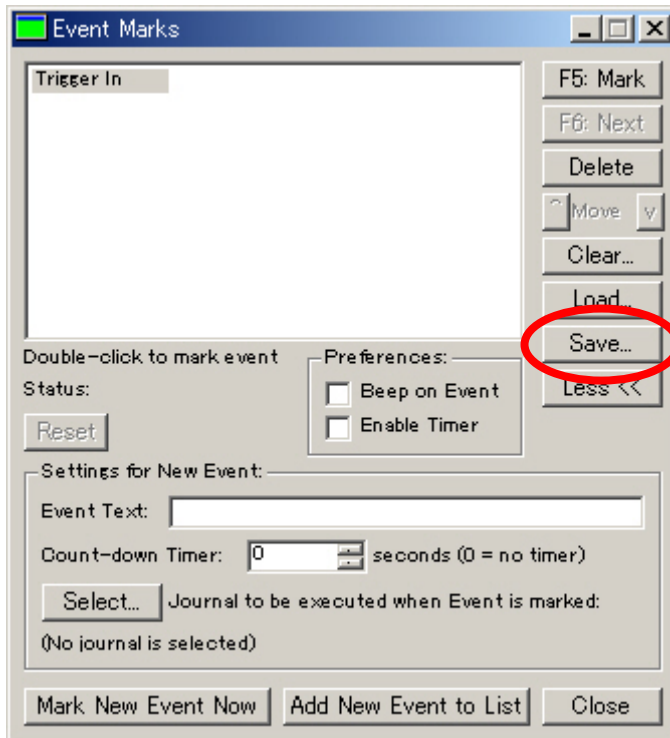 Event Marks
Trigger In
F5: Mark
F6: Next
Delete
^ Move v
Clear...
Load...
Save...
Less <<
Double-click to mark event
Status:
Reset
Preferences:
Beep on Event
Enable Timer
Settings for New Event:
Event Text:
Count-down Timer: 0 seconds (0 = no timer)
Select... Journal to be executed when Event is marked:
(No journal is selected)
Mark New Event Now Add New Event to List Close